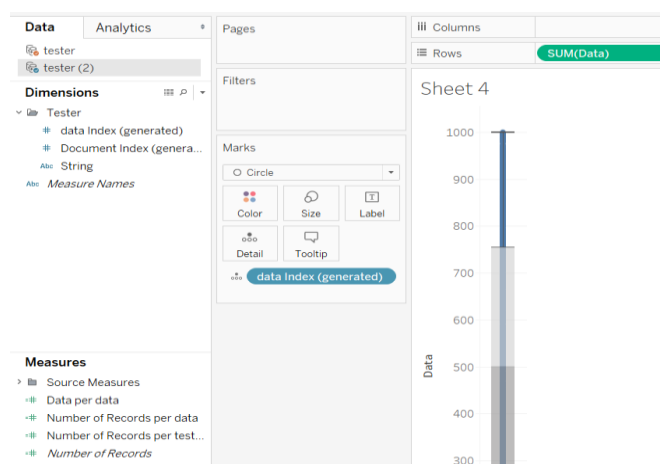 Data
Analytics
tester
tester (2)
Dimensions
Tester
# data Index (generated)
# Document Index (genera...
Abc String
Abc Measure Names
Measures
Source Measures
=# Data per data
=# Number of Records per data
=# Number of Records per test...
=# Number of Records
Pages
Filters
Marks
Circle
Color
Size
T
Label
Detail
Tooltip
data Index (generated)
iii Columns
Rows
SUM(Data)
Sheet 4
1000
900
800
700
600
500
400
300
Data